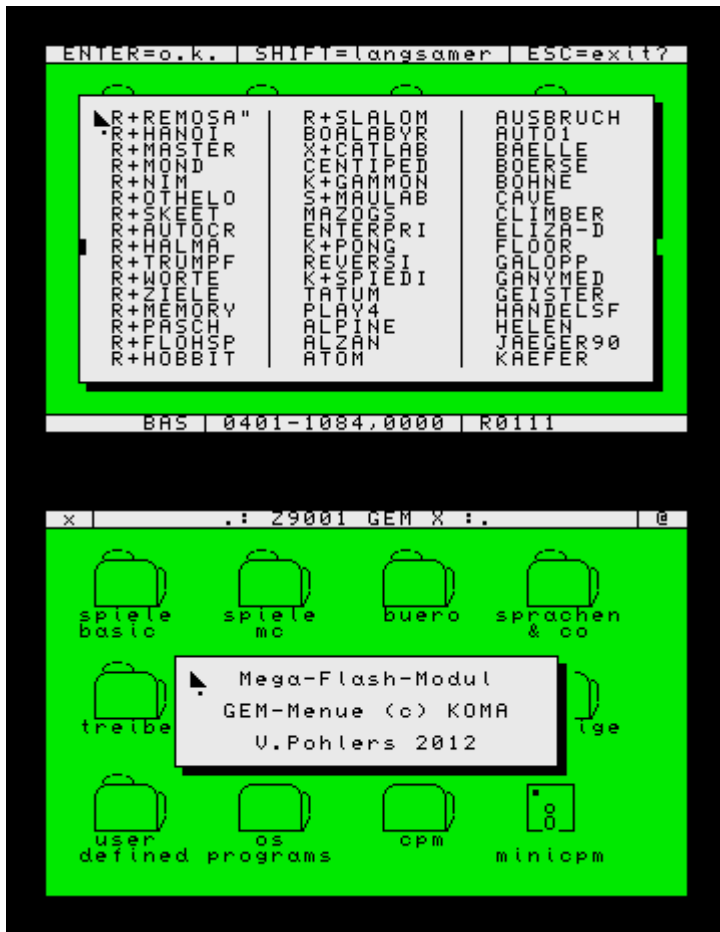 ENTER=o.k. | SHIFT=langsamer | ESC=exit?
R+REMOSA" R+SLALOM AUSBRUCH
R+HANOI BOALABYR AUTO1
R+MASTER X+CATLAB BAELLE
R+MOND CENTIPED BOERSE
R+NIM K+GAMMON BOHNE
R+OTHELO S+MAULAB CAVE
R+SKEET MAZOGS CLIMBER
R+AUTOCR ENTERPRI ELIZA-D
R+HALMA K+PONG FLOOR
R+TRUMPF REVERSI GALOPP
R+WORTE K+SPIEDI GANYMED
R+ZIELE TATUM GEISTER
R+MEMORY PLAY4 HANDELSF
R+PASCH ALPINE HELEN
R+FLOHSP ALZAN JAEGER90
R+HOBBIT ATOM KAEFER
BAS | 0401-1084,0000 | R0111
x | .: Z9001 GEM X :. | @
spiele spiele buero sprachen
basic mc & co
Mega-Flash-Modul
GEM-Menue (c) KOMA
treibe ige
V.Pohlers 2012
user os cpm
defined programs minicpm